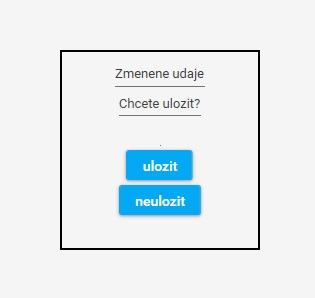 Zmenene udaje
Chcete ulozit?
.
ulozit
neulozit